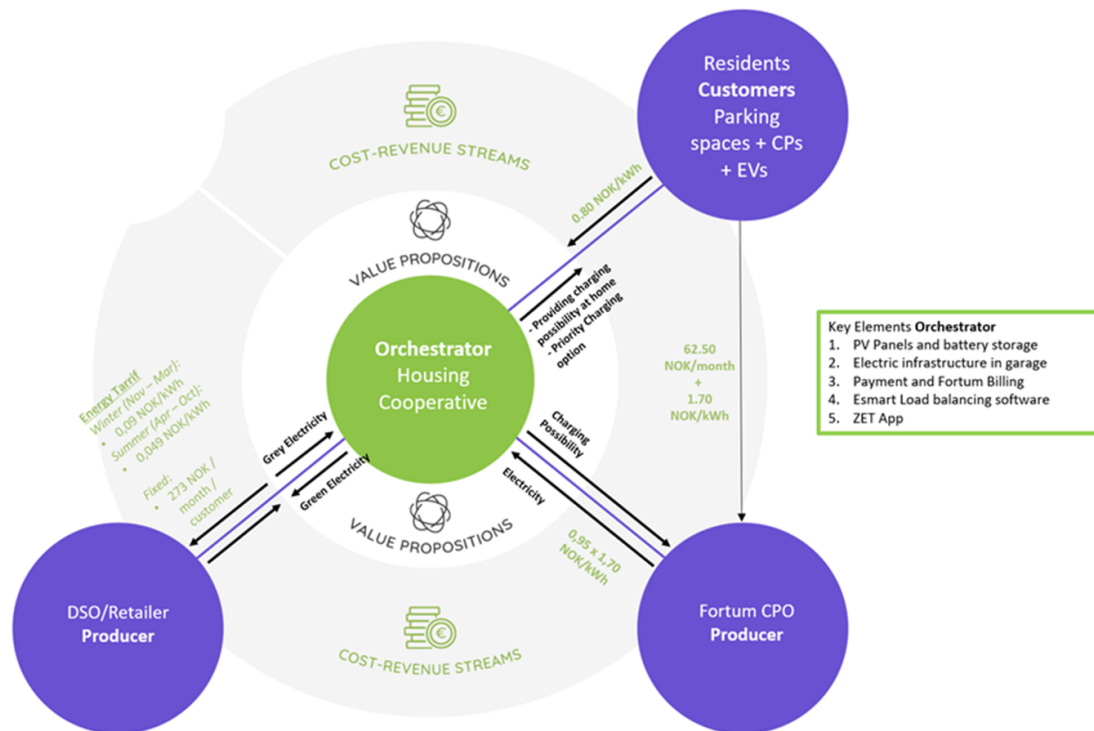 Residents
Customers
Parking
spaces + CPs
+ EVs
COST-REVENUE STREAMS
0.80 NOK/kWh
VALUE PROPOSITIONS
- Providing charging
possibility at home
- Priority Charging
option
Orchestrator
Housing
Cooperative
62.50
NOK/month
+
1.70
NOK/kWh
Key Elements Orchestrator
1. PV Panels and battery storage
2. Electric infrastructure in garage
3. Payment and Fortum Billing
4. Esmart Load balancing software
5. ZET App
Energy Tarrif
Winter (Nov – Mar):
• 0.09 NOK/kWh
Summer (Apr – Oct):
• 0,049 NOK/kWh
Fixed:
• 273 NOK /
month /
customer
Grey Electricity
Green Electricity
Charging
Possibility
Electricity
VALUE PROPOSITIONS
0,95 x 1,70
NOK/kWh
DSO/Retailer
Producer
COST-REVENUE STREAMS
Fortum CPO
Producer